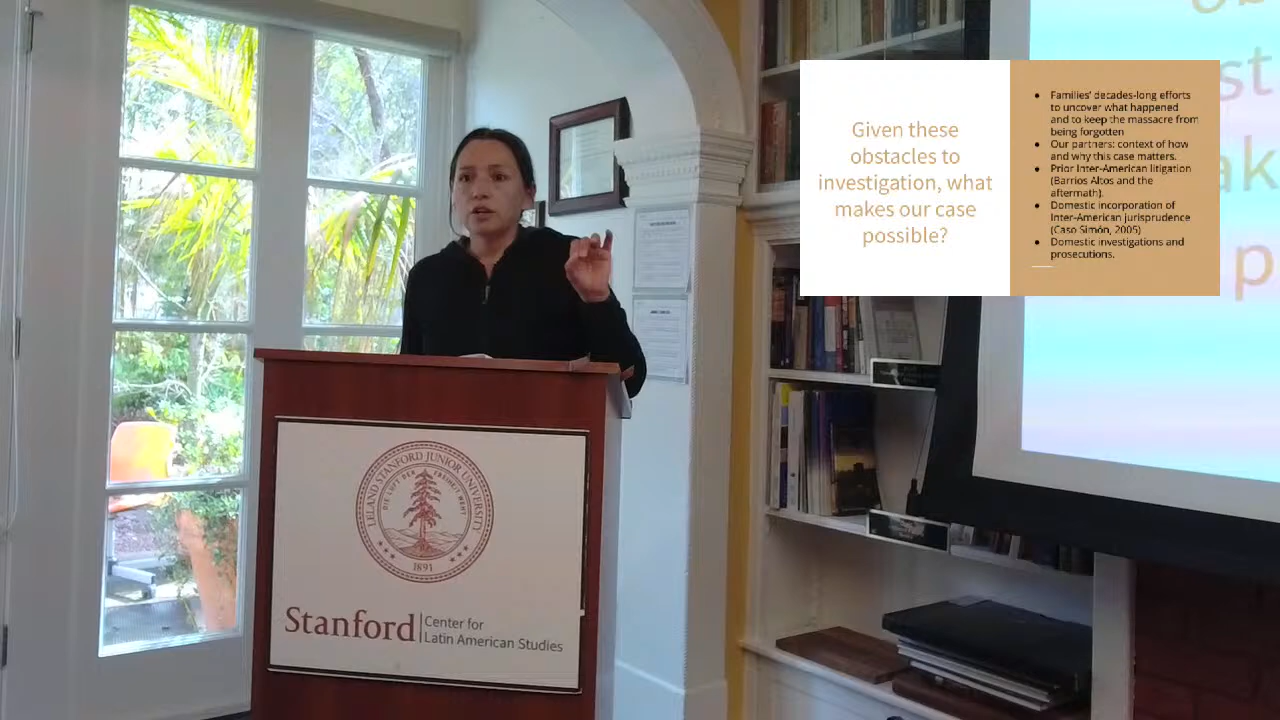 Given these
obstacles to
investigation, what
makes our case
possible?
● Families' decades-long efforts
to uncover what happened
and to keep the massacre from
being forgotten
● Our partners: context of how
and why this case matters.
● Prior Inter-American litigation
(Barrios Altos and the
aftermath).
● Domestic incorporation of
Inter-American jurisprudence
(Caso Simón, 2005)
● Domestic investigations and
prosecutions.
LELAND STANFORD JUNIOR UNIVERSITY
DIE LUFT DER FREIHEIT WEHT
1891
Stanford
Center for
Latin American Studies